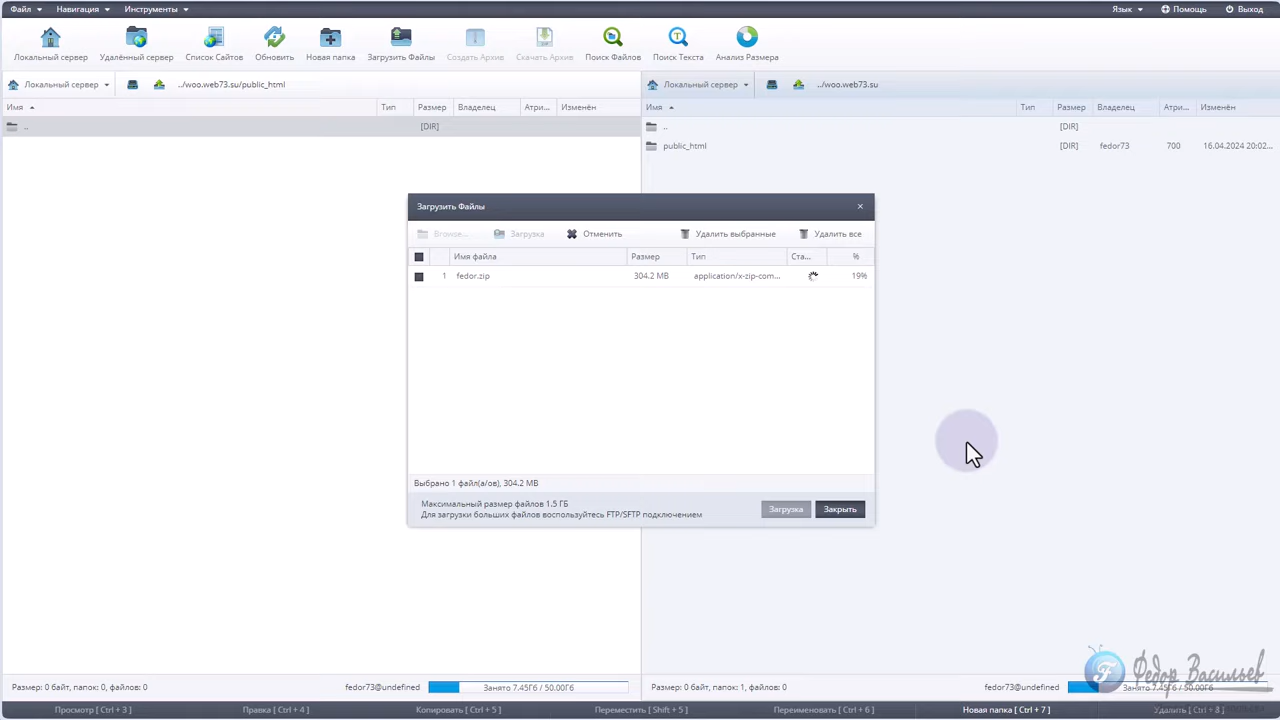 Файл Навигация Инструменты Язык Помощь Выход
Локальный сервер Удалённый сервер Список Сайтов Обновить Новая папка Загрузить Файлы Создать Архив Скачать Архив Поиск Файлов Поиск Текста Анализ Размера
Локальный сервер ../woo.web73.su/public_html Локальный сервер ../woo.web73.su
Имя Тип Размер Владелец Атри... Изменён Имя Тип Размер Владелец Атри... Изменён
.. [DIR] .. [DIR]
public_html [DIR] fedor73 700 16.04.2024 20:02...
Загрузить Файлы
Browse... Загрузка Отменить Удалить выбранные Удалить все
Имя файла Размер Тип Ста... %
1 fedor.zip 304.2 MB application/x-zip-com... 19%
Выбрано 1 файл(а/ов), 304.2 MB
Максимальный размер файлов 1.5 ГБ
Для загрузки больших файлов воспользуйтесь FTP/SFTP подключением
Загрузка Закрыть
Федор Васильев
Размер: 0 байт, папок: 0, файлов: 0 fedor73@undefined Занято 7.45Гб / 50.00Гб Размер: 0 байт, папок: 1, файлов: 0 fedor73@undefined Занято 7.45Гб / 50.00Гб
Просмотр [ Ctrl + 3 ] Правка [ Ctrl + 4 ] Копировать [ Ctrl + 5 ] Переместить [ Shift + 5 ] Переименовать [ Ctrl + 6 ] Новая папка [ Ctrl + 7 ] Удалить [ Ctrl + 8 ]